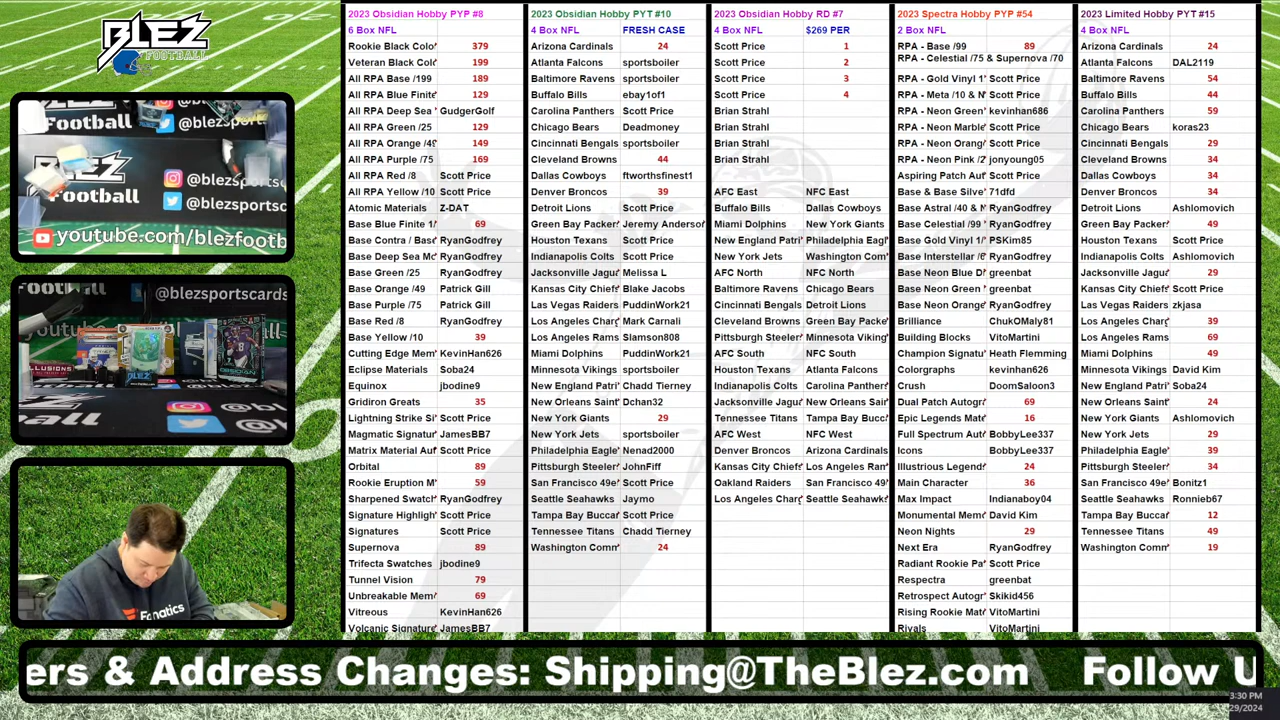 BLEZ
FOOTBALL
Football
@blezsports
BLEZ
Football
@blezsports
@blez
youtube.com/blezfootb
@blezsportscards
ILLUSIONS
Fanatics
2023 Obsidian Hobby PYP #8
6 Box NFL
Rookie Black Colo 379
Veteran Black Col 199
All RPA Base /199 189
All RPA Blue Finite 129
All RPA Deep Sea GudgerGolf
All RPA Green /25 129
All RPA Orange /49 149
All RPA Purple /75 169
All RPA Red /8 Scott Price
All RPA Yellow /10 Scott Price
Atomic Materials Z-DAT
Base Blue Finite 1/ 69
Base Contra / Base RyanGodfrey
Base Deep Sea Mo RyanGodfrey
Base Green /25 RyanGodfrey
Base Orange /49 Patrick Gill
Base Purple /75 Patrick Gill
Base Red /8 RyanGodfrey
Base Yellow /10 39
Cutting Edge Mem KevinHan626
Eclipse Materials Soba24
Equinox jbodine9
Gridiron Greats 35
Lightning Strike Si Scott Price
Magmatic Signatur JamesBB7
Matrix Material Aut Scott Price
Orbital 89
Rookie Eruption M 59
Sharpened Swatch RyanGodfrey
Signature Highligh Scott Price
Signatures Scott Price
Supernova 89
Trifecta Swatches jbodine9
Tunnel Vision 79
Unbreakable Mem 69
Vitreous KevinHan626
Volcanic Signature JamesBB7
2023 Obsidian Hobby PYT #10
4 Box NFL FRESH CASE
Arizona Cardinals 24
Atlanta Falcons sportsboiler
Baltimore Ravens sportsboiler
Buffalo Bills ebay1of1
Carolina Panthers Scott Price
Chicago Bears Deadmoney
Cincinnati Bengals sportsboiler
Cleveland Browns 44
Dallas Cowboys ftworthsfinest1
Denver Broncos 39
Detroit Lions Scott Price
Green Bay Packer Jeremy Anderson
Houston Texans Scott Price
Indianapolis Colts Scott Price
Jacksonville Jagu Melissa L
Kansas City Chiefs Blake Jacobs
Las Vegas Raiders PuddinWork21
Los Angeles Charg Mark Carnali
Los Angeles Rams Slamson808
Miami Dolphins PuddinWork21
Minnesota Vikings sportsboiler
New England Patri Chadd Tierney
New Orleans Saint Dchan32
New York Giants 29
New York Jets sportsboiler
Philadelphia Eagle Nenad2000
Pittsburgh Steeler JohnFiff
San Francisco 49e Scott Price
Seattle Seahawks Jaymo
Tampa Bay Buccar Scott Price
Tennessee Titans Chadd Tierney
Washington Comm 24
2023 Obsidian Hobby RD #7
4 Box NFL $269 PER
Scott Price 1
Scott Price 2
Scott Price 3
Scott Price 4
Brian Strahl
Brian Strahl
Brian Strahl
Brian Strahl
AFC East NFC East
Buffalo Bills Dallas Cowboys
Miami Dolphins New York Giants
New England Patri Philadelphia Eagl
New York Jets Washington Com
AFC North NFC North
Baltimore Ravens Chicago Bears
Cincinnati Bengals Detroit Lions
Cleveland Browns Green Bay Packe
Pittsburgh Steeler Minnesota Viking
AFC South NFC South
Houston Texans Atlanta Falcons
Indianapolis Colts Carolina Panther
Jacksonville Jagu New Orleans Sair
Tennessee Titans Tampa Bay Bucc
AFC West NFC West
Denver Broncos Arizona Cardinals
Kansas City Chiefs Los Angeles Ran
Oakland Raiders San Francisco 49
Los Angeles Charg Seattle Seahawk
2023 Spectra Hobby PYP #54
2 Box NFL
RPA - Base /99 89
RPA - Celestial /75 & Supernova /70
RPA - Gold Vinyl 1 Scott Price
RPA - Meta /10 & N Scott Price
RPA - Neon Green kevinhan686
RPA - Neon Marble Scott Price
RPA - Neon Orang Scott Price
RPA - Neon Pink /2 jonyoung05
Aspiring Patch Aut Scott Price
Base & Base Silve 71dfd
Base Astral /40 & N RyanGodfrey
Base Celestial /99 RyanGodfrey
Base Gold Vinyl 1/ PSKim85
Base Interstellar /6 RyanGodfrey
Base Neon Blue D greenbat
Base Neon Green greenbat
Base Neon Orange RyanGodfrey
Brilliance ChukOMaly81
Building Blocks VitoMartini
Champion Signatu Heath Flemming
Colorgraphs kevinhan626
Crush DoomSaloon3
Dual Patch Autogr 69
Epic Legends Mate 16
Full Spectrum Aut BobbyLee337
Icons BobbyLee337
Illustrious Legend 24
Main Character 36
Max Impact Indianaboy04
Monumental Mem David Kim
Neon Nights 29
Next Era RyanGodfrey
Radiant Rookie Pa Scott Price
Respectra greenbat
Retrospect Autogr Skikid456
Rising Rookie Mat VitoMartini
Rivals VitoMartini
2023 Limited Hobby PYT #15
4 Box NFL
Arizona Cardinals 24
Atlanta Falcons DAL2119
Baltimore Ravens 54
Buffalo Bills 44
Carolina Panthers 59
Chicago Bears koras23
Cincinnati Bengals 29
Cleveland Browns 34
Dallas Cowboys 34
Denver Broncos 34
Detroit Lions Ashlomovich
Green Bay Packer 49
Houston Texans Scott Price
Indianapolis Colts Ashlomovich
Jacksonville Jagu 29
Kansas City Chiefs Scott Price
Las Vegas Raiders zkjasa
Los Angeles Charg 39
Los Angeles Rams 69
Miami Dolphins 49
Minnesota Vikings David Kim
New England Patri Soba24
New Orleans Saint 24
New York Giants Ashlomovich
New York Jets 29
Philadelphia Eagle 39
Pittsburgh Steeler 34
San Francisco 49e Bonitz1
Seattle Seahawks Ronnieb67
Tampa Bay Buccar 12
Tennessee Titans 49
Washington Comm 19
ers & Address Changes: Shipping@TheBlez.com Follow U
3:30 PM
/29/2024